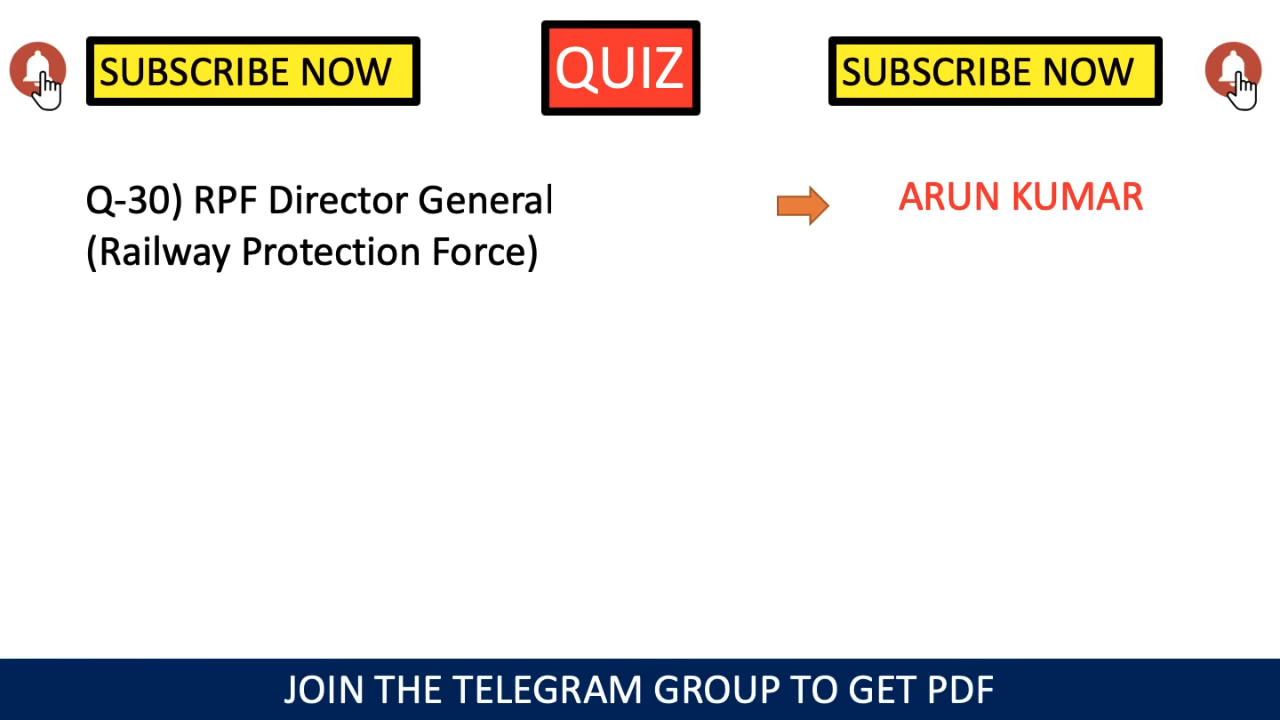 SUBSCRIBE NOW
QUIZ
SUBSCRIBE NOW
Q-30) RPF Director General
(Railway Protection Force)
ARUN KUMAR
JOIN THE TELEGRAM GROUP TO GET PDF